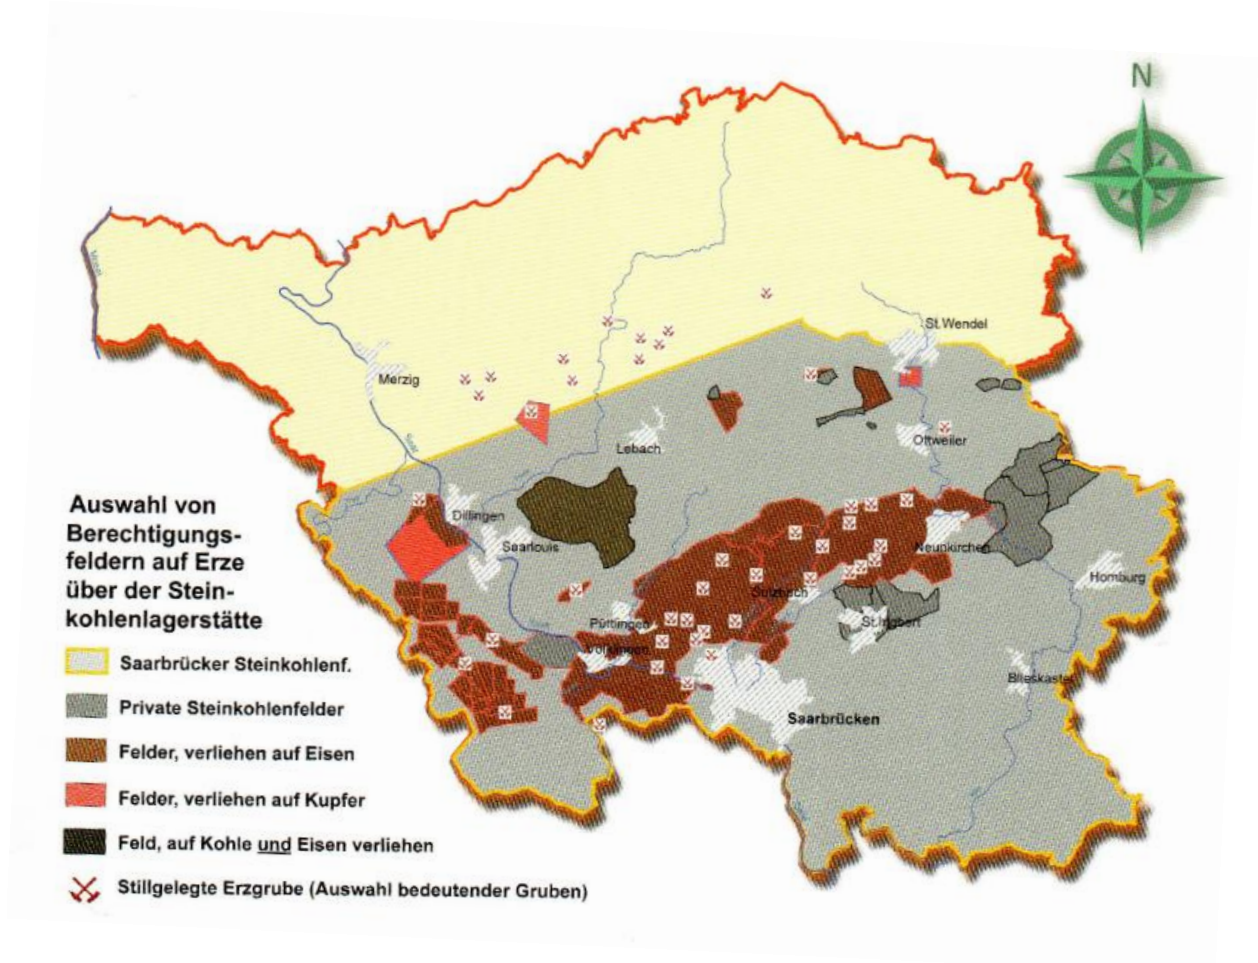 N
St.Wendel
Merzig
Saar
Lebach
Ottweiler
Auswahl von
Berechtigungs-
feldern auf Erze
über der Stein-
kohlenlagerstätte
Dillingen
Saarlouis
Neunkirchen
Homburg
Sulzbach
Püttlingen
St.Ingbert
Völklingen
Blieskastel
Saarbrücken
Saarbrücker Steinkohlenf.
Private Steinkohlenfelder
Felder, verliehen auf Eisen
Felder, verliehen auf Kupfer
Feld, auf Kohle und Eisen verliehen
Stillgelegte Erzgrube (Auswahl bedeutender Gruben)